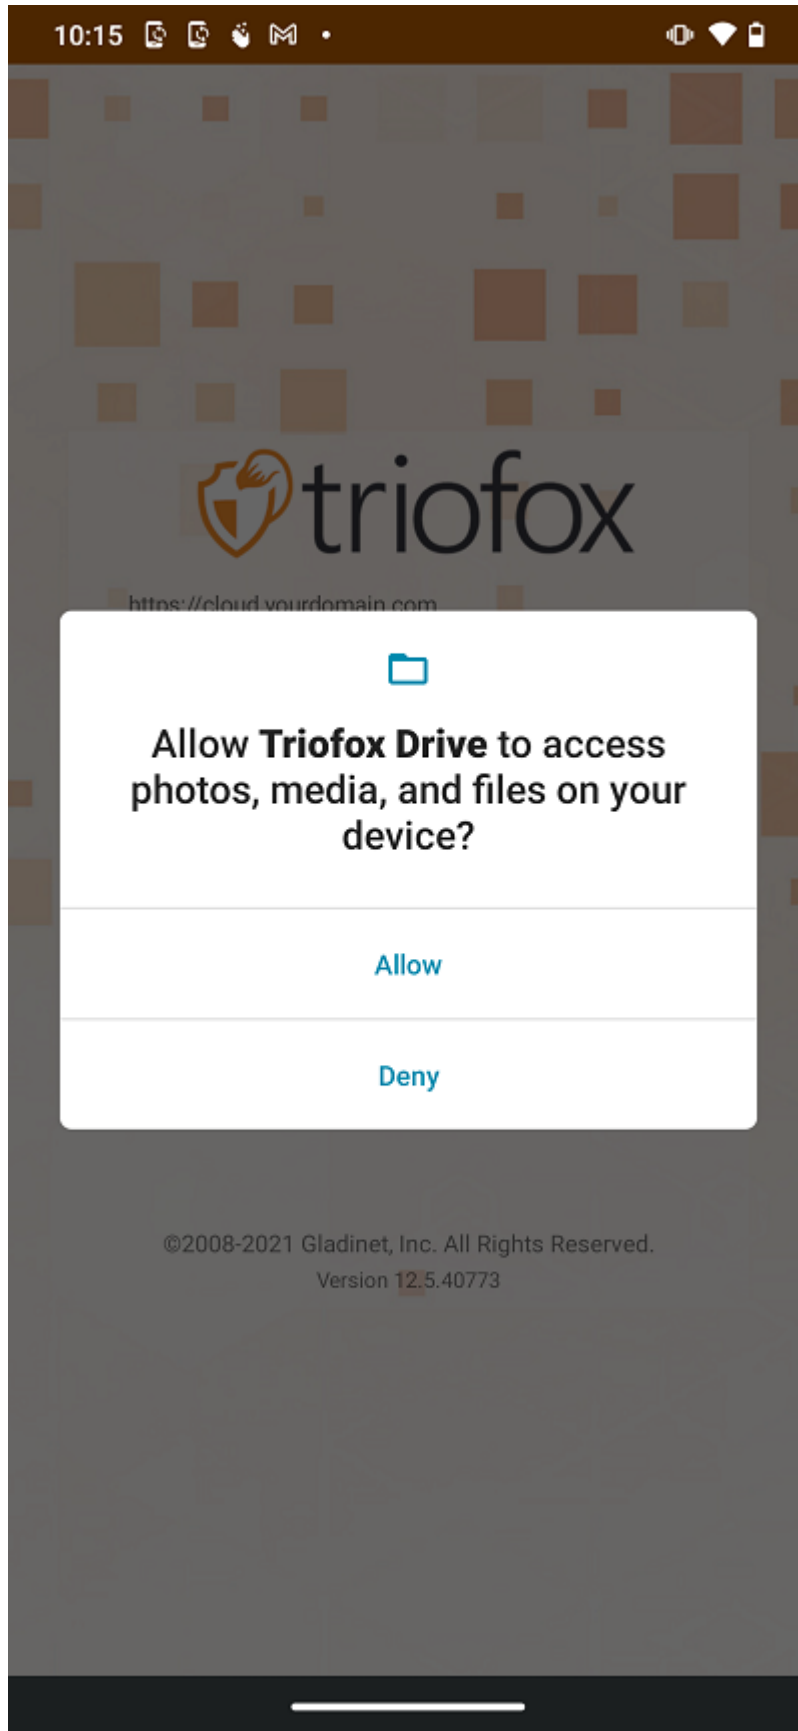 10:15
triofox
https://cloud.yourdomain.com
Allow Triofox Drive to access
photos, media, and files on your
device?
Allow
Deny
©2008-2021 Gladinet, Inc. All Rights Reserved.
Version 12.5.40773